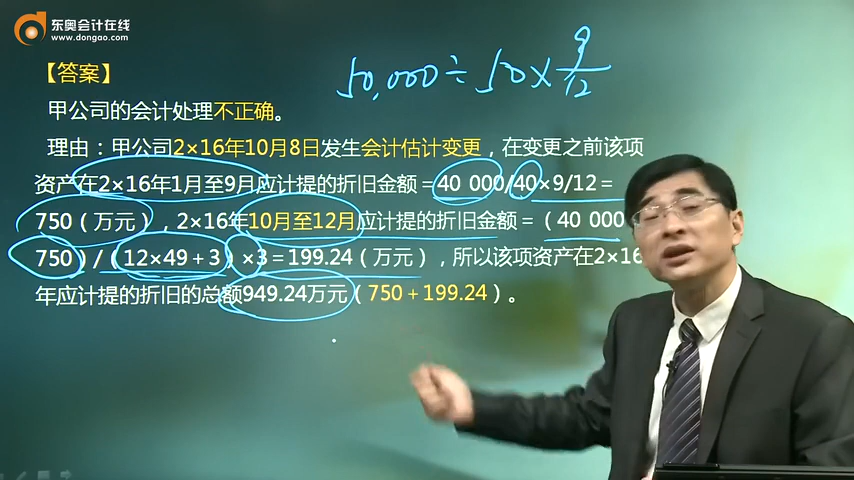 东奥会计在线
www.dongao.com
50,000÷50×9/12
【答案】
甲公司的会计处理不正确。
理由：甲公司2×16年10月8日发生会计估计变更，在变更之前该项
资产在2×16年1月至9月应计提的折旧金额＝40 000/40×9/12＝
750（万元），2×16年10月至12月应计提的折旧金额＝（40 000
750）/（12×49＋3）×3＝199.24（万元），所以该项资产在2×16
年应计提的折旧的总额949.24万元（750＋199.24）。